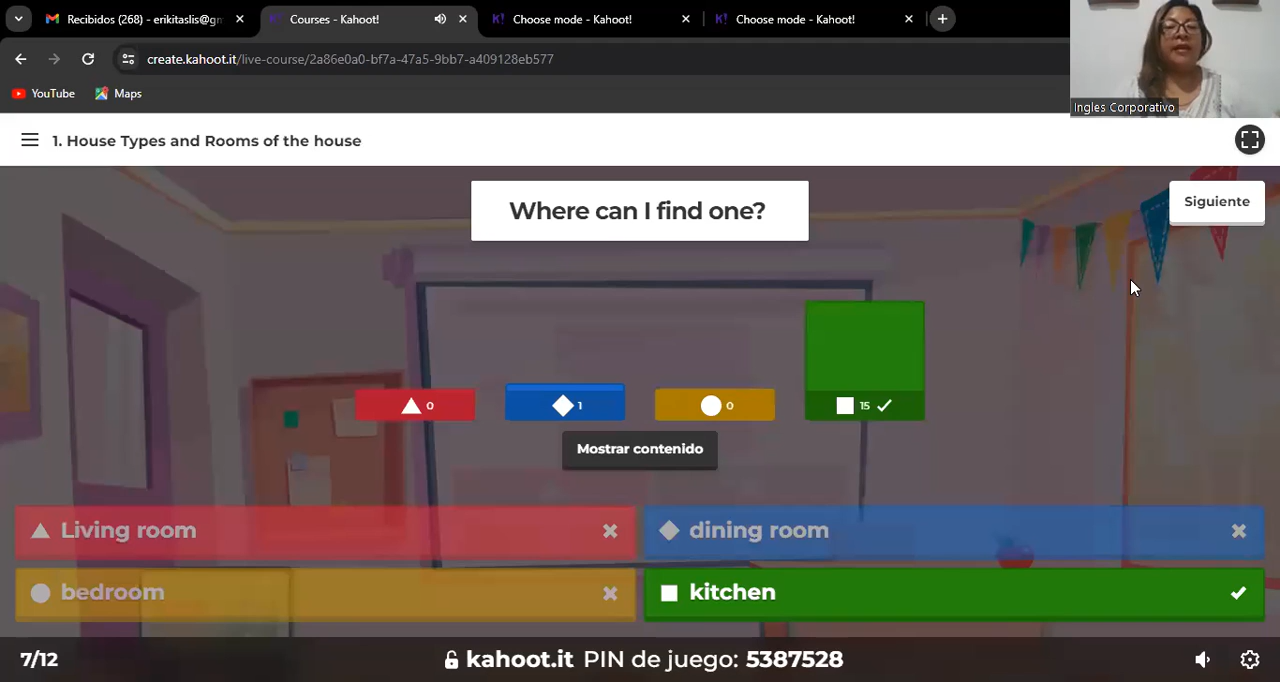 Recibidos (268) - erikitaslis@gm
Courses - Kahoot!
Choose mode - Kahoot!
Choose mode - Kahoot!
create.kahoot.it/live-course/2a86e0a0-bf7a-47a5-9bb7-a409128eb577
YouTube
Maps
Ingles Corporativo
1. House Types and Rooms of the house
Where can I find one?
Siguiente
0
1
0
15
Mostrar contenido
Living room
dining room
bedroom
kitchen
7/12
kahoot.it PIN de juego: 5387528